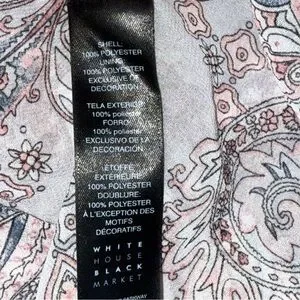 SHELL:
100% POLYESTER
LINING:
100% POLYESTER
EXCLUSIVE OF
DECORATION
TELA EXTERIOR:
100% poliéster
FORRO:
100% poliéster
EXCLUSIVO DE LA
DECORACIÓN
ÉTOFFE
EXTÉRIEURE:
100% POLYESTER
DOUBLURE:
100% POLYESTER
À L'EXCEPTION DES
MOTIFS
DÉCORATIFS
WHITE
HOUSE
BLACK
MARKET
PARKWAY